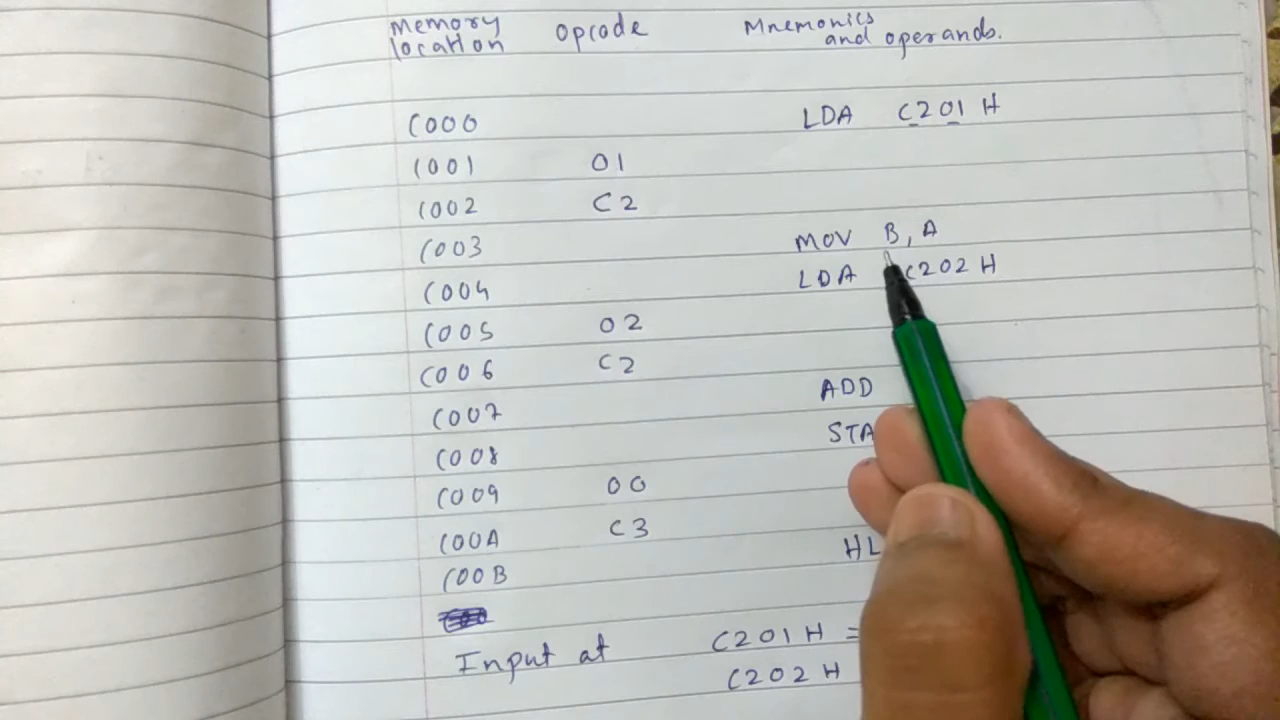 Memory location opcode Mnemonics and operands.
C000 LDA C201 H
C001 01
C002 C2
C003 MOV B, A
C004 LDA C202 H
C005 02
C006 C2
C007 ADD
C008 STA
C009 00
C00A C3
C00B HL
Input at C201 H =
C202 H